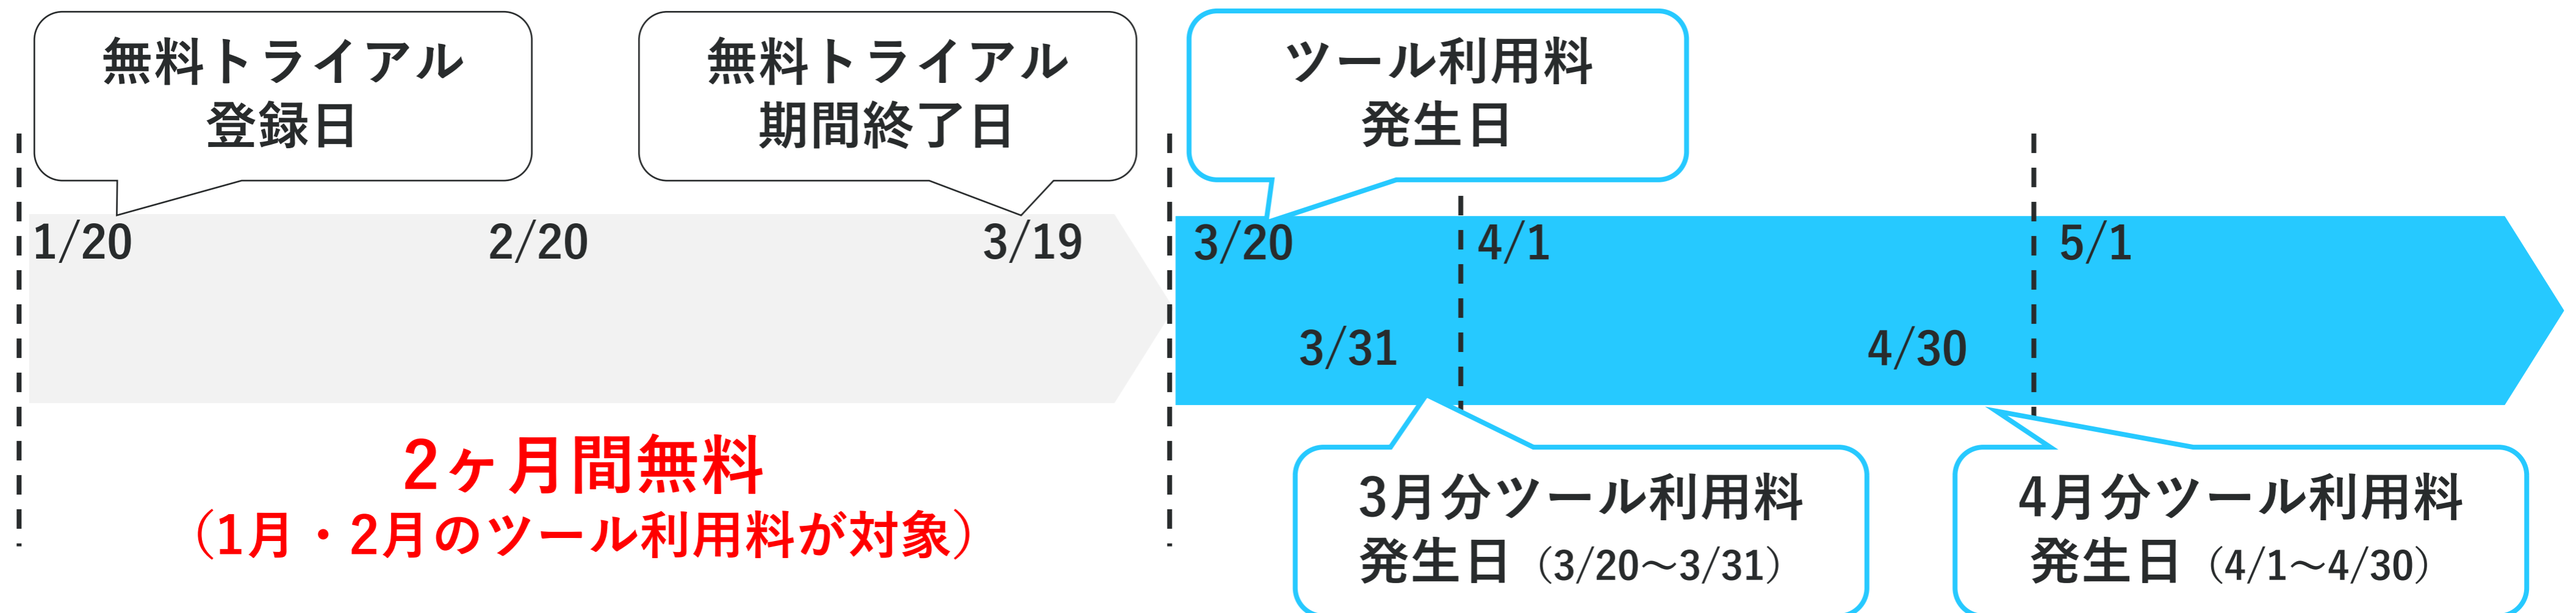 無料トライアル
登録日
無料トライアル
期間終了日
ツール利用料
発生日
1/20
2/20
3/19
3/20
4/1
5/1
3/31
4/30
2ヶ月間無料
（1月・2月のツール利用料が対象）
3月分ツール利用料
発生日（3/20～3/31）
4月分ツール利用料
発生日（4/1～4/30）